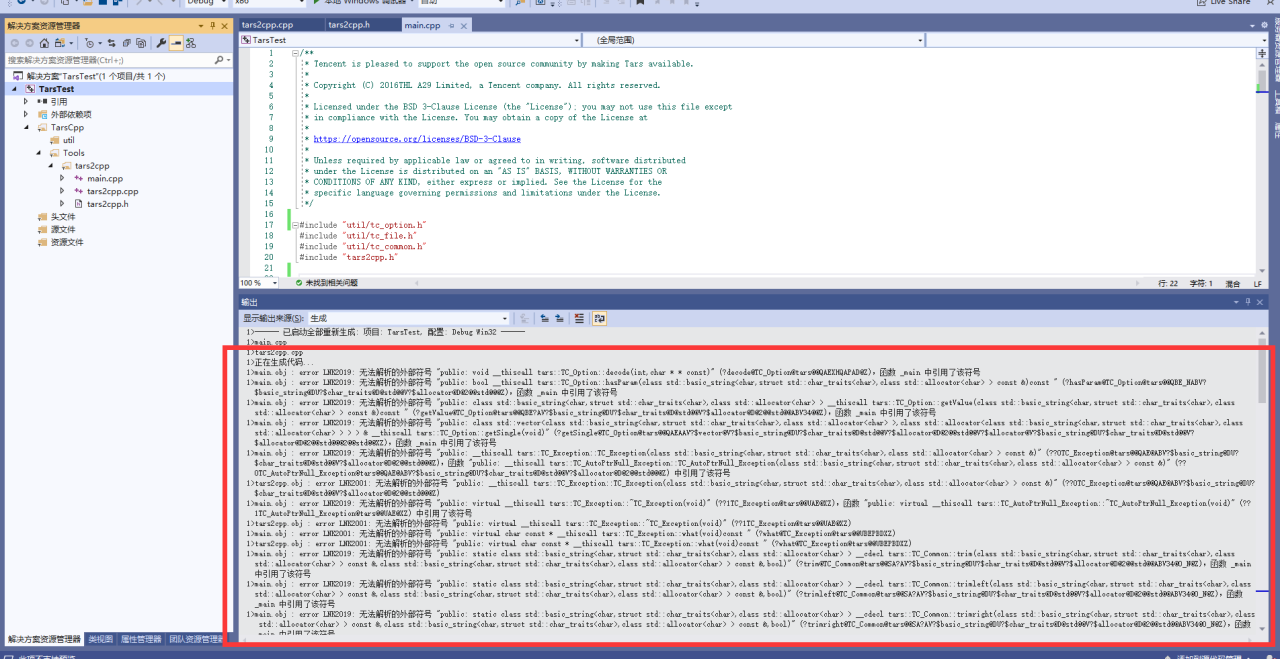 Debug
x86
本地 Windows 调试器
自动
Live Share
解决方案资源管理器
搜索解决方案资源管理器(Ctrl+;)
解决方案"TarsTest"(1 个项目/共 1 个)
TarsTest
引用
外部依赖项
TarsCpp
util
Tools
tars2cpp
main.cpp
tars2cpp.cpp
tars2cpp.h
头文件
源文件
资源文件
解决方案资源管理器 类视图 属性管理器 团队资源管理器
tars2cpp.cpp tars2cpp.h main.cpp
TarsTest (全局范围)
1 /**
2 * Tencent is pleased to support the open source community by making Tars available.
3 *
4 * Copyright (C) 2016THL A29 Limited, a Tencent company. All rights reserved.
5 *
6 * Licensed under the BSD 3-Clause License (the "License"); you may not use this file except
7 * in compliance with the License. You may obtain a copy of the License at
8 *
9 * https://opensource.org/licenses/BSD-3-Clause
10 *
11 * Unless required by applicable law or agreed to in writing, software distributed
12 * under the License is distributed on an "AS IS" BASIS, WITHOUT WARRANTIES OR
13 * CONDITIONS OF ANY KIND, either express or implied. See the License for the
14 * specific language governing permissions and limitations under the License.
15 */
16
17 #include "util/tc_option.h"
18 #include "util/tc_file.h"
19 #include "util/tc_common.h"
20 #include "tars2cpp.h"
21
100 % 未找到相关问题 行: 22 字符: 1 混合 LF
输出
显示输出来源(S): 生成
1>------ 已启动全部重新生成: 项目: TarsTest, 配置: Debug Win32 ------
1>main.cpp
1>tars2cpp.cpp
1>正在生成代码...
1>main.obj : error LNK2019: 无法解析的外部符号 "public: void __thiscall tars::TC_Option::decode(int,char * * const)" (?decode@TC_Option@tars@@QAEXHQAPAD@Z)，函数 _main 中引用了该符号
1>main.obj : error LNK2019: 无法解析的外部符号 "public: bool __thiscall tars::TC_Option::hasParam(class std::basic_string<char,struct std::char_traits<char>,class std::allocator<char> > const &)const " (?hasParam@TC_Option@tars@@QBE_NABV?
$basic_string@DU?$char_traits@D@std@@V?$allocator@D@2@@std@@@Z)，函数 _main 中引用了该符号
1>main.obj : error LNK2019: 无法解析的外部符号 "public: class std::basic_string<char,struct std::char_traits<char>,class std::allocator<char> > __thiscall tars::TC_Option::getValue(class std::basic_string<char,struct std::char_traits<char>,class
std::allocator<char> > const &)const " (?getValue@TC_Option@tars@@QBE?AV?$basic_string@DU?$char_traits@D@std@@V?$allocator@D@2@@std@@ABV34@@Z)，函数 _main 中引用了该符号
1>main.obj : error LNK2019: 无法解析的外部符号 "public: class std::vector<class std::basic_string<char,struct std::char_traits<char>,class std::allocator<char> >,class std::allocator<class std::basic_string<char,struct std::char_traits<char>,class
std::allocator<char> > > > & __thiscall tars::TC_Option::getSingle(void)" (?getSingle@TC_Option@tars@@QAEAAV?$vector@V?$basic_string@DU?$char_traits@D@std@@V?$allocator@D@2@@std@@V?$allocator@V?$basic_string@DU?$char_traits@D@std@@V?
$allocator@D@2@@std@@@2@@std@@XZ)，函数 _main 中引用了该符号
1>main.obj : error LNK2019: 无法解析的外部符号 "public: __thiscall tars::TC_Exception::TC_Exception(class std::basic_string<char,struct std::char_traits<char>,class std::allocator<char> > const &)" (??0TC_Exception@tars@@QAE@ABV?$basic_string@DU?
$char_traits@D@std@@V?$allocator@D@2@@std@@@Z)，函数 "public: __thiscall tars::TC_AutoPtrNull_Exception::TC_AutoPtrNull_Exception(class std::basic_string<char,struct std::char_traits<char>,class std::allocator<char> > const &)" (??
0TC_AutoPtrNull_Exception@tars@@QAE@ABV?$basic_string@DU?$char_traits@D@std@@V?$allocator@D@2@@std@@@Z) 中引用了该符号
1>tars2cpp.obj : error LNK2001: 无法解析的外部符号 "public: __thiscall tars::TC_Exception::TC_Exception(class std::basic_string<char,struct std::char_traits<char>,class std::allocator<char> > const &)" (??0TC_Exception@tars@@QAE@ABV?$basic_string@DU?
$char_traits@D@std@@V?$allocator@D@2@@std@@@Z)
1>main.obj : error LNK2019: 无法解析的外部符号 "public: virtual __thiscall tars::TC_Exception::~TC_Exception(void)" (??1TC_Exception@tars@@UAE@XZ)，函数 "public: virtual __thiscall tars::TC_AutoPtrNull_Exception::~TC_AutoPtrNull_Exception(void)" (??
1TC_AutoPtrNull_Exception@tars@@UAE@XZ) 中引用了该符号
1>tars2cpp.obj : error LNK2001: 无法解析的外部符号 "public: virtual __thiscall tars::TC_Exception::~TC_Exception(void)" (??1TC_Exception@tars@@UAE@XZ)
1>main.obj : error LNK2001: 无法解析的外部符号 "public: virtual char const * __thiscall tars::TC_Exception::what(void)const " (?what@TC_Exception@tars@@UBEPBDXZ)
1>tars2cpp.obj : error LNK2001: 无法解析的外部符号 "public: virtual char const * __thiscall tars::TC_Exception::what(void)const " (?what@TC_Exception@tars@@UBEPBDXZ)
1>main.obj : error LNK2019: 无法解析的外部符号 "public: static class std::basic_string<char,struct std::char_traits<char>,class std::allocator<char> > __cdecl tars::TC_Common::trim(class std::basic_string<char,struct std::char_traits<char>,class
std::allocator<char> > const &,class std::basic_string<char,struct std::char_traits<char>,class std::allocator<char> > const &,bool)" (?trim@TC_Common@tars@@SA?AV?$basic_string@DU?$char_traits@D@std@@V?$allocator@D@2@@std@@ABV34@0_N@Z)，函数 _main
中引用了该符号
1>main.obj : error LNK2019: 无法解析的外部符号 "public: static class std::basic_string<char,struct std::char_traits<char>,class std::allocator<char> > __cdecl tars::TC_Common::trimleft(class std::basic_string<char,struct std::char_traits<char>,class
std::allocator<char> > const &,class std::basic_string<char,struct std::char_traits<char>,class std::allocator<char> > const &,bool)" (?trimleft@TC_Common@tars@@SA?AV?$basic_string@DU?$char_traits@D@std@@V?$allocator@D@2@@std@@ABV34@0_N@Z)，函数
_main 中引用了该符号
1>main.obj : error LNK2019: 无法解析的外部符号 "public: static class std::basic_string<char,struct std::char_traits<char>,class std::allocator<char> > __cdecl tars::TC_Common::trimright(class std::basic_string<char,struct std::char_traits<char>,class
std::allocator<char> > const &,class std::basic_string<char,struct std::char_traits<char>,class std::allocator<char> > const &,bool)" (?trimright@TC_Common@tars@@SA?AV?$basic_string@DU?$char_traits@D@std@@V?$allocator@D@2@@std@@ABV34@0_N@Z)，函数
_main 中引用了该符号